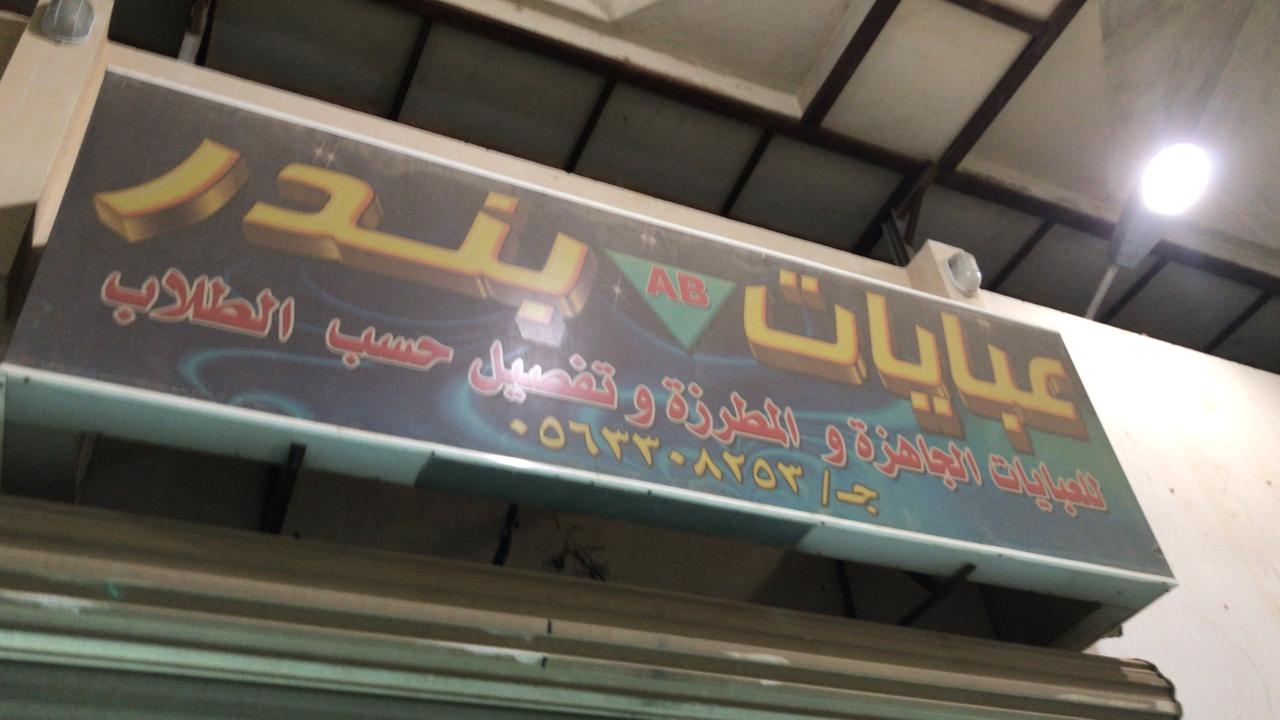 عبايات AB بندر
للعبايات الجاهزة و المطرزة و تفصيل حسب الطلاب
جـ/ ٠٥٦٣٣٠٨٢٥٣